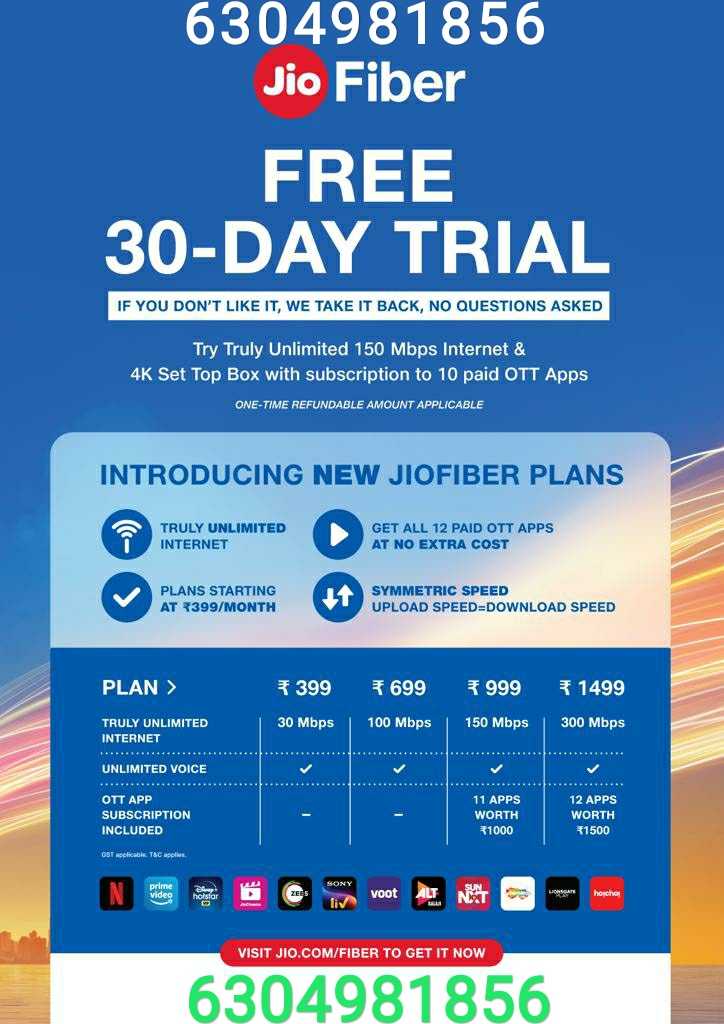 6304981856
Jio Fiber
FREE
30-DAY TRIAL
IF YOU DON'T LIKE IT, WE TAKE IT BACK, NO QUESTIONS ASKED
Try Truly Unlimited 150 Mbps Internet &
4K Set Top Box with subscription to 10 paid OTT Apps
ONE-TIME REFUNDABLE AMOUNT APPLICABLE
INTRODUCING NEW JIOFIBER PLANS
TRULY UNLIMITED
INTERNET
GET ALL 12 PAID OTT APPS
AT NO EXTRA COST
PLANS STARTING
AT ₹399/MONTH
SYMMETRIC SPEED
UPLOAD SPEED=DOWNLOAD SPEED
PLAN > ₹ 399 ₹ 699 ₹ 999 ₹ 1499
TRULY UNLIMITED
INTERNET
30 Mbps 100 Mbps 150 Mbps 300 Mbps
UNLIMITED VOICE ✓ ✓ ✓ ✓
OTT APP
SUBSCRIPTION
INCLUDED
– –
11 APPS
WORTH
₹1000
12 APPS
WORTH
₹1500
GST applicable. T&C applies.
N
prime
video
Disney+
hotstar
JioCinema
ZEE5
SONY
liv
voot
ALT
BALAJI
SUN
NXT
LIONSGATE
PLAY
hoichoi
VISIT JIO.COM/FIBER TO GET IT NOW
6304981856